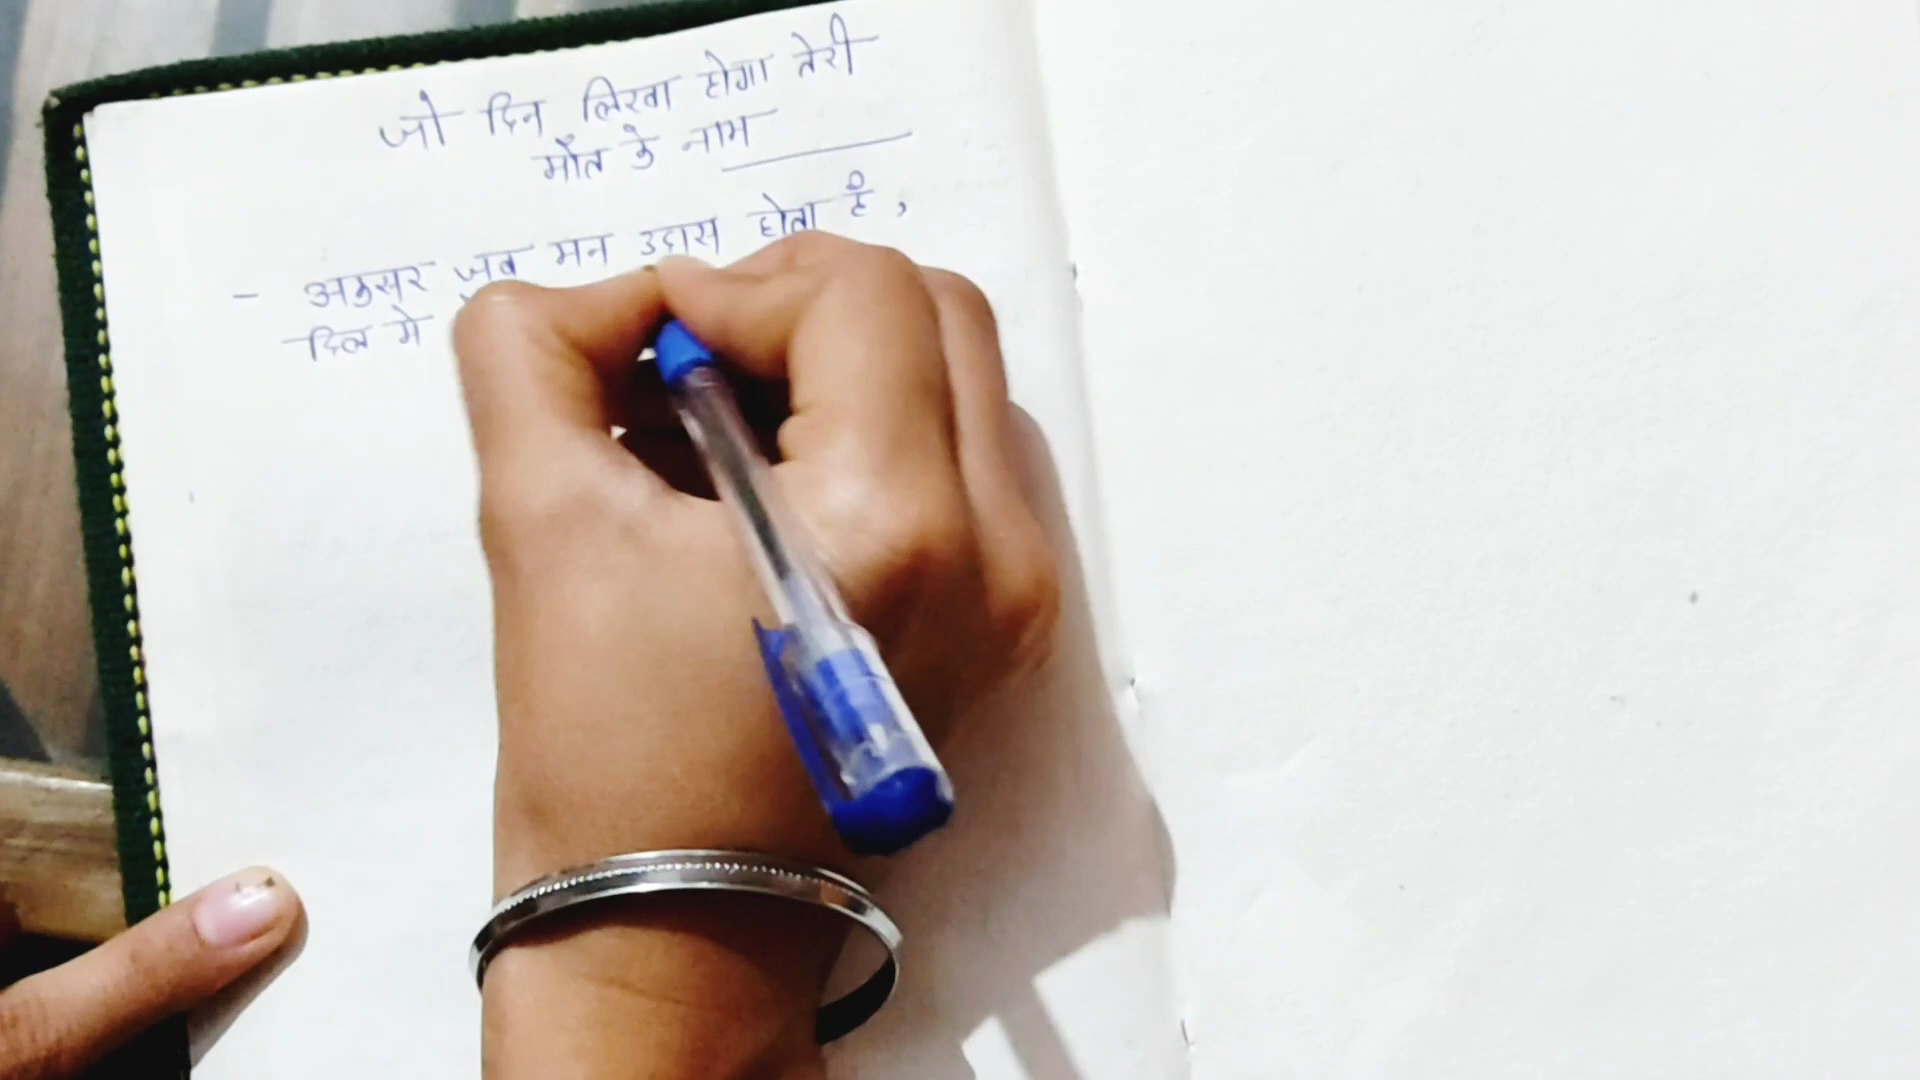 जो दिन लिखा होगा तेरी
मौत के नाम
- अक्सर जब मन उदास होता है,
दिल मे